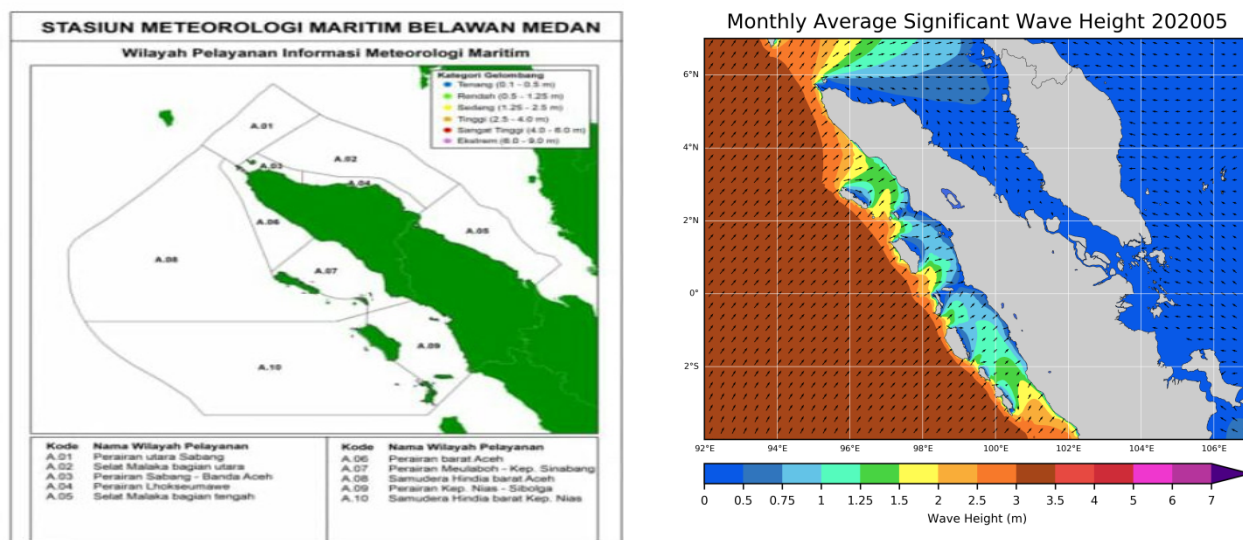 STASIUN METEOROLOGI MARITIM BELAWAN MEDAN
Wilayah Pelayanan Informasi Meteorologi Maritim
Kategori Gelombang
Tenang (0.1 - 0.5 m)
Rendah (0.5 - 1.25 m)
Sedang (1.25 - 2.5 m)
Tinggi (2.5 - 4.0 m)
Sangat Tinggi (4.0 - 6.0 m)
Ekstrem (6.0 - 9.0 m)
A.01
A.02
A.03
A.04
A.05
A.06
A.07
A.08
A.09
A.10
Kode Nama Wilayah Pelayanan
A.01 Perairan utara Sabang
A.02 Selat Malaka bagian utara
A.03 Perairan Sabang - Banda Aceh
A.04 Perairan Lhokseumawe
A.05 Selat Malaka bagian tengah
Kode Nama Wilayah Pelayanan
A.06 Perairan barat Aceh
A.07 Perairan Meulaboh - Kep. Sinabang
A.08 Samudera Hindia barat Aceh
A.09 Perairan Kep. Nias - Sibolga
A.10 Samudera Hindia barat Kep. Nias
Monthly Average Significant Wave Height 202005
6°N
4°N
2°N
0°
2°S
92°E 94°E 96°E 98°E 100°E 102°E 104°E 106°E
0 0.5 0.75 1 1.25 1.5 2 2.5 3 3.5 4 5 6 7
Wave Height (m)